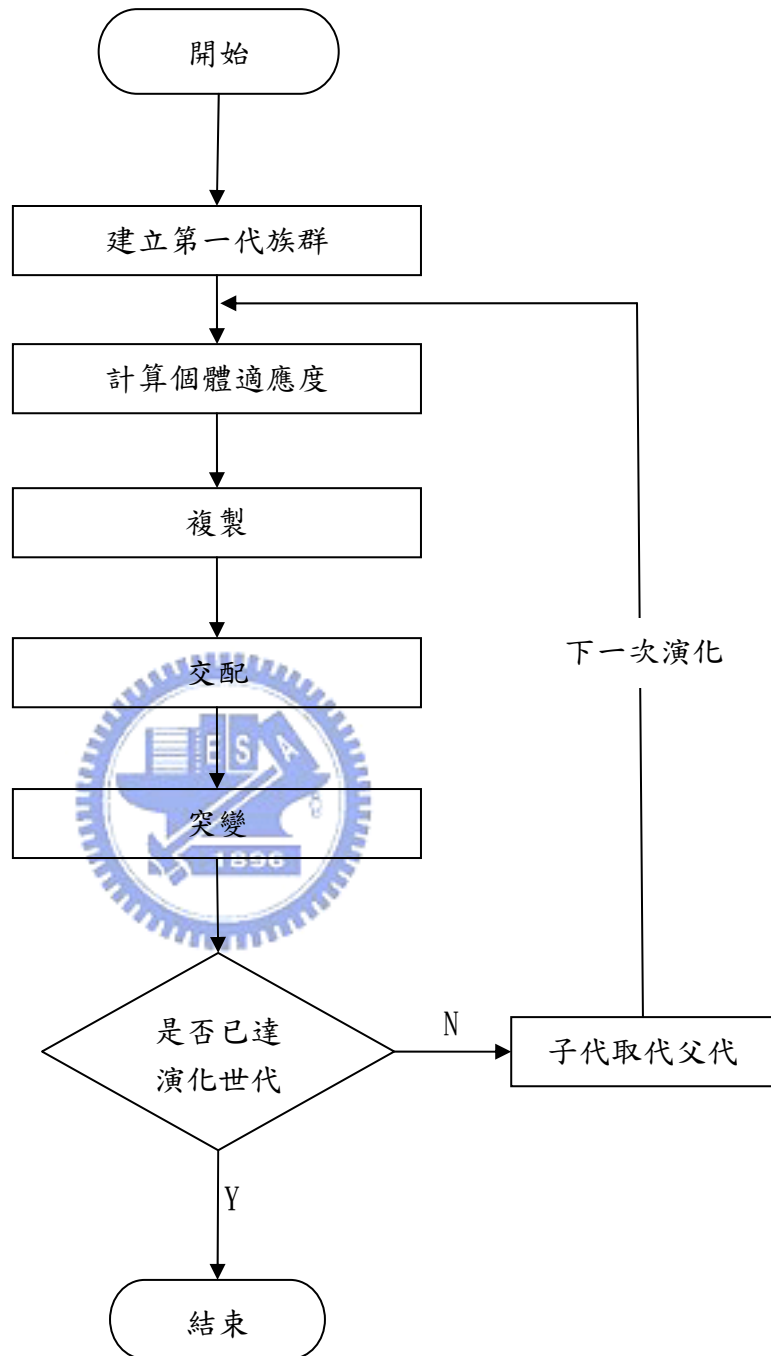 開始
建立第一代族群
計算個體適應度
複製
交配
下一次演化
ESA
突變
1896
是否已達
演化世代
N
子代取代父代
Y
結束